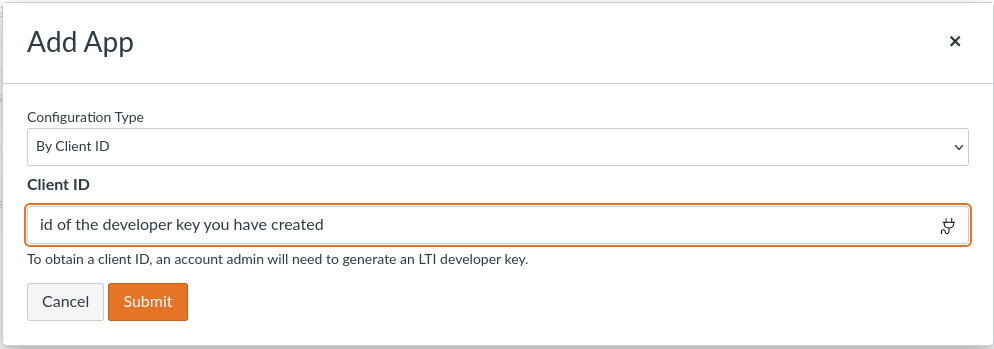 Add App
Configuration Type
By Client ID
Client ID
id of the developer key you have created
To obtain a client ID, an account admin will need to generate an LTI developer key.
Cancel Submit